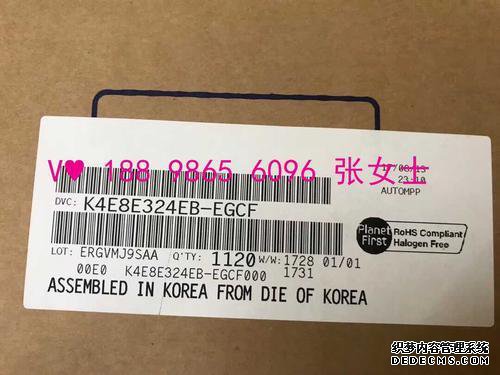 V♥ 188 9865 6096 张女士
23:10
AUTOMPP
DVC: K4E8E324EB-EGCF
Planet First RoHS Compliant
Halogen Free
LOT: ERGVMJ9SAA Q'TY: 1120 W/W: 1728 01/01
00E0 K4E8E324EB-EGCF000 1731
ASSEMBLED IN KOREA FROM DIE OF KOREA
织梦内容管理系统
DEDECMS.COM